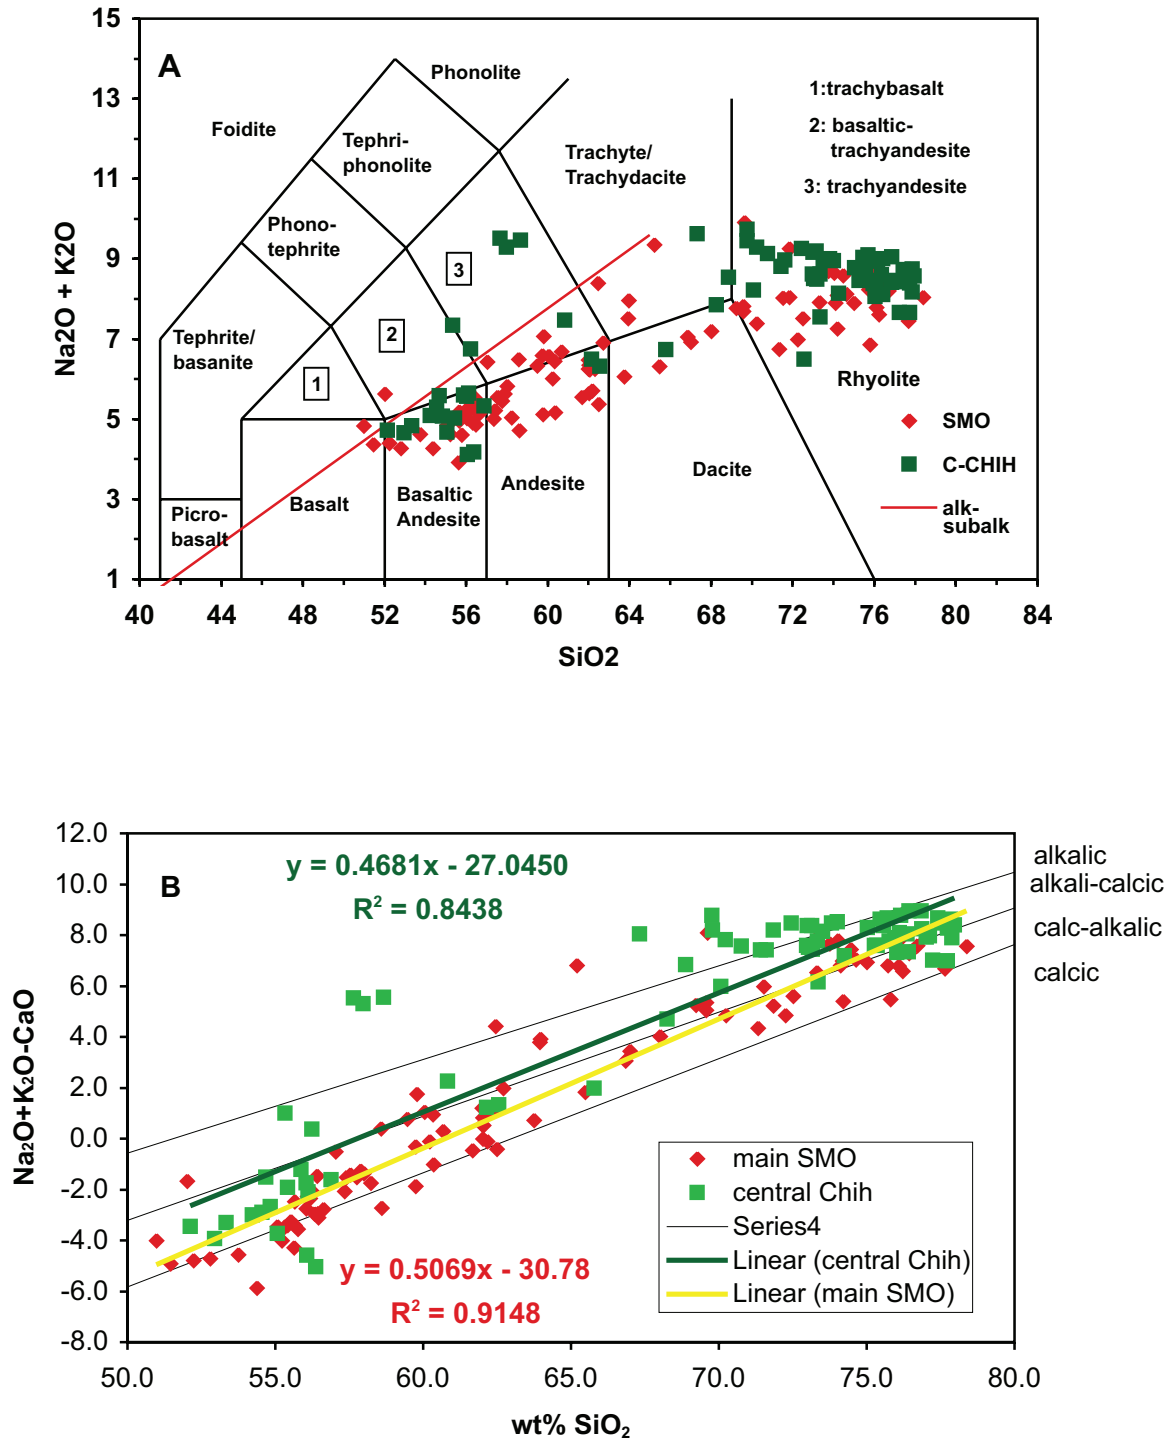 15
13
11
9
7
5
3
1
Na2O + K2O
A
Foidite
Phonolite
Tephri-
phonolite
Phono-
tephrite
Tephrite/
basanite
Trachyte/
Trachydacite
1:trachybasalt
2: basaltic-
trachyandesite
3: trachyandesite
3
2
1
Picro-
basalt
Basalt
Basaltic
Andesite
Andesite
Dacite
Rhyolite
SMO
C-CHIH
alk-
subalk
40 44 48 52 56 60 64 68 72 76 80 84
SiO2
12.0
10.0
8.0
6.0
4.0
2.0
0.0
-2.0
-4.0
-6.0
-8.0
Na₂O+K₂O-CaO
B
y = 0.4681x - 27.0450
R² = 0.8438
alkalic
alkali-calcic
calc-alkalic
calcic
y = 0.5069x - 30.78
R² = 0.9148
main SMO
central Chih
Series4
Linear (central Chih)
Linear (main SMO)
50.0 55.0 60.0 65.0 70.0 75.0 80.0
wt% SiO₂